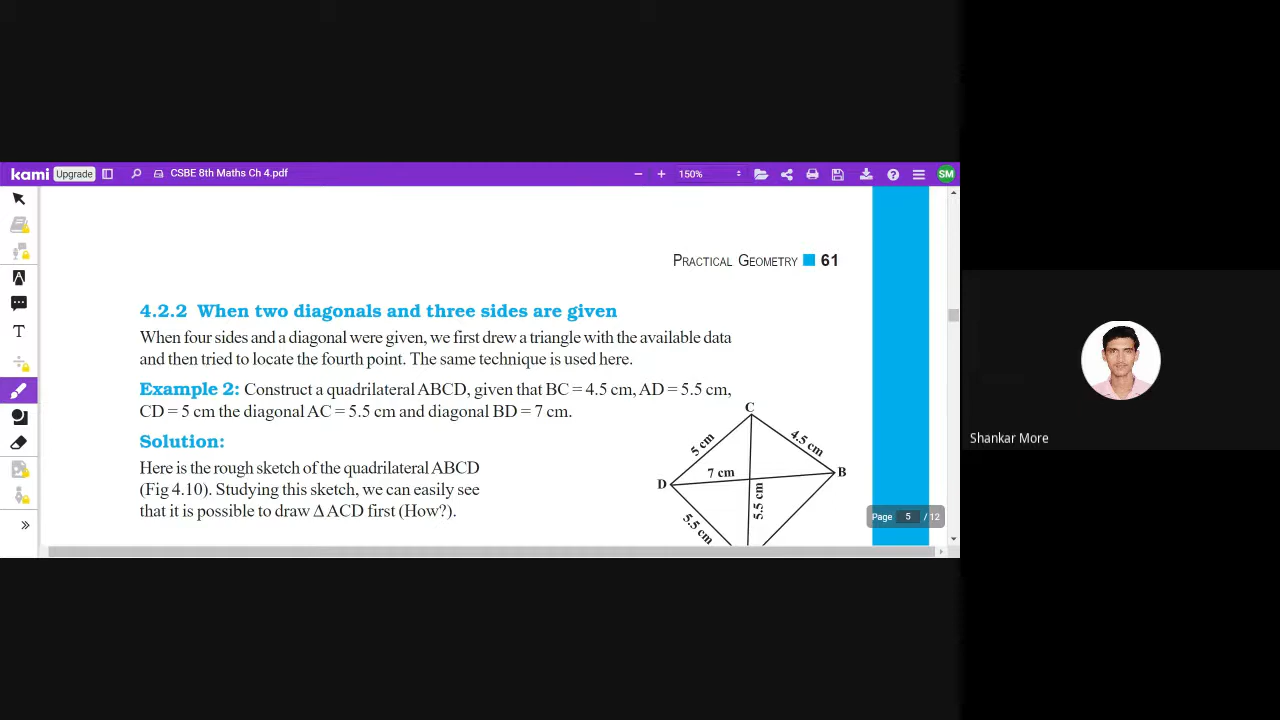 kami Upgrade CSBE 8th Maths Ch 4.pdf 150% SM
PRACTICAL GEOMETRY 61
4.2.2 When two diagonals and three sides are given
When four sides and a diagonal were given, we first drew a triangle with the available data
and then tried to locate the fourth point. The same technique is used here.
Example 2: Construct a quadrilateral ABCD, given that BC = 4.5 cm, AD = 5.5 cm,
CD = 5 cm the diagonal AC = 5.5 cm and diagonal BD = 7 cm.
Solution:
Here is the rough sketch of the quadrilateral ABCD
(Fig 4.10). Studying this sketch, we can easily see
that it is possible to draw Δ ACD first (How?).
C
5 cm
4.5 cm
7 cm
B
D
5.5 cm
5.5 cm
Page 5 / 12
Shankar More